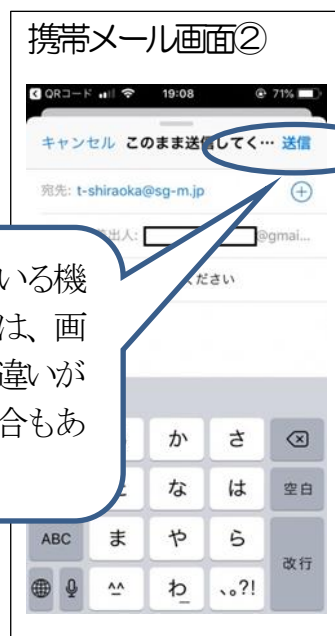 携帯メール画面②
QRコード 19:08 71%
キャンセル このまま送信してく… 送信
宛先: t-shiraoka@sg-m.jp
出人: @gmai...
ください
いる機
は、画
違いが
合もあ
か さ
な は 空白
ABC ま や ら
改行
^^ わ 、。?!